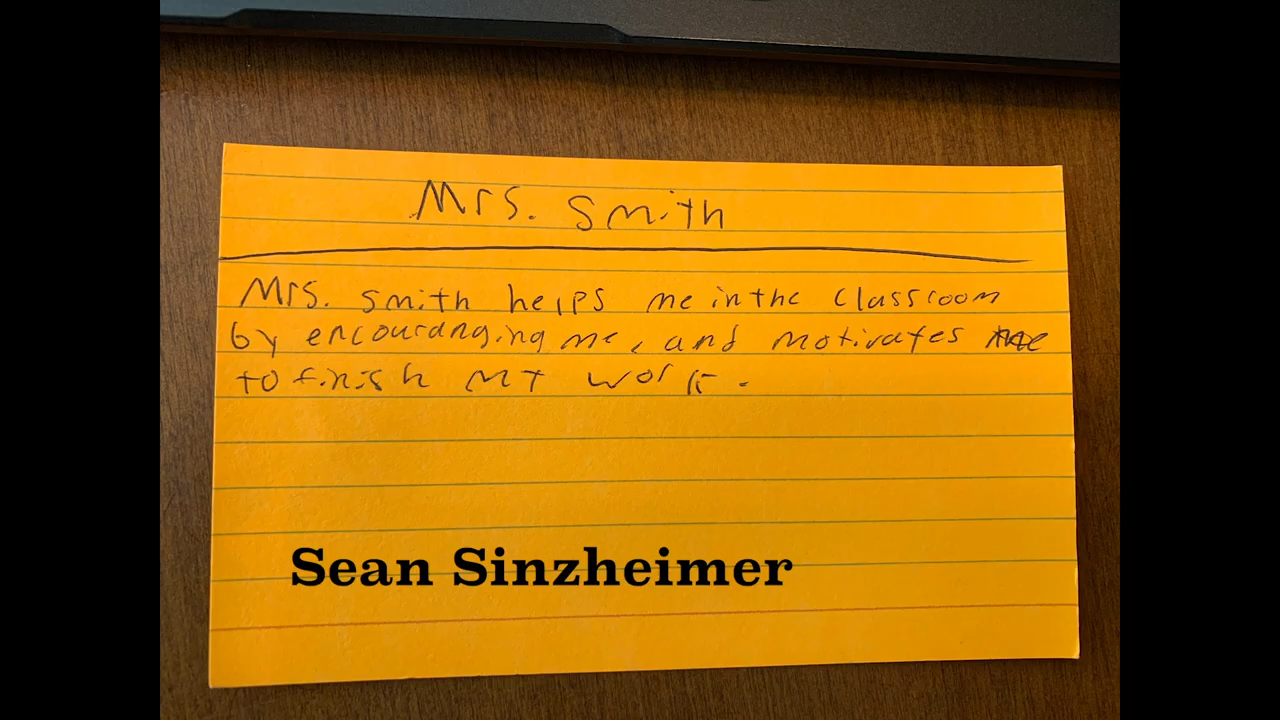 Mrs. Smith
Mrs. Smith helps me in the classroom
by encouranging me, and motivates me
to finish MY work.
Sean Sinzheimer